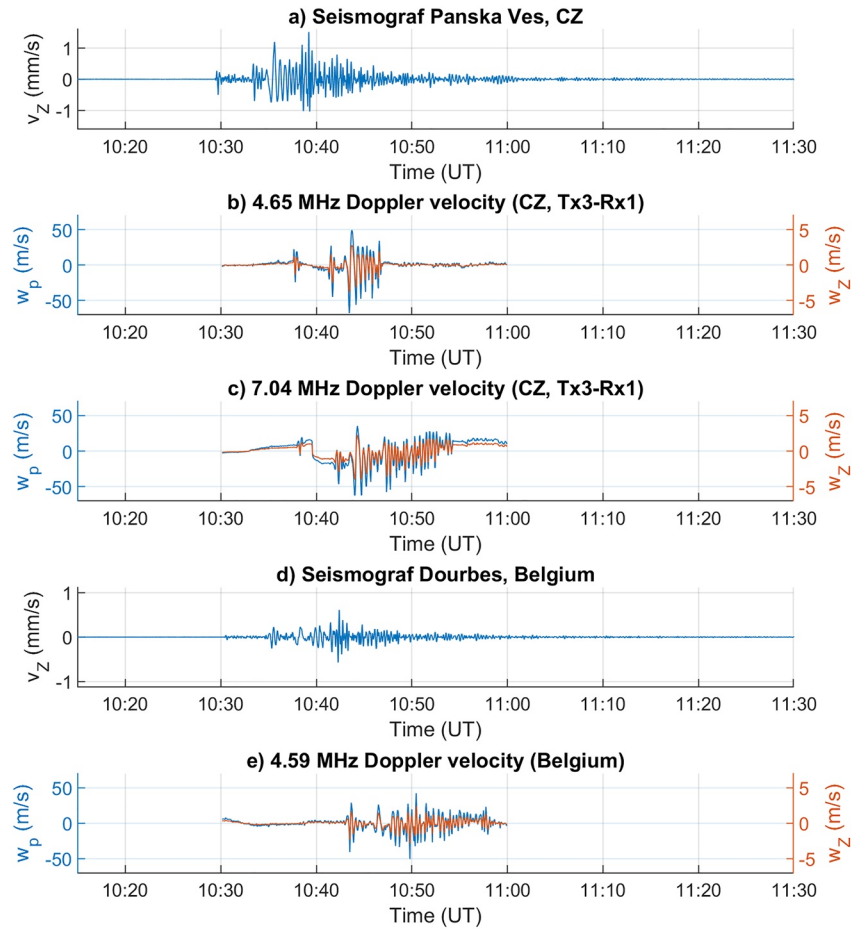 a) Seismograf Panska Ves, CZ
v_Z (mm/s)
1
0
-1
10:20 10:30 10:40 10:50 11:00 11:10 11:20 11:30
Time (UT)
b) 4.65 MHz Doppler velocity (CZ, Tx3-Rx1)
w_p (m/s)
50
0
-50
5
0
-5
w_Z (m/s)
10:20 10:30 10:40 10:50 11:00 11:10 11:20 11:30
Time (UT)
c) 7.04 MHz Doppler velocity (CZ, Tx3-Rx1)
w_p (m/s)
50
0
-50
5
0
-5
w_Z (m/s)
10:20 10:30 10:40 10:50 11:00 11:10 11:20 11:30
Time (UT)
d) Seismograf Dourbes, Belgium
v_Z (mm/s)
1
0
-1
10:20 10:30 10:40 10:50 11:00 11:10 11:20 11:30
Time (UT)
e) 4.59 MHz Doppler velocity (Belgium)
w_p (m/s)
50
0
-50
5
0
-5
w_Z (m/s)
10:20 10:30 10:40 10:50 11:00 11:10 11:20 11:30
Time (UT)